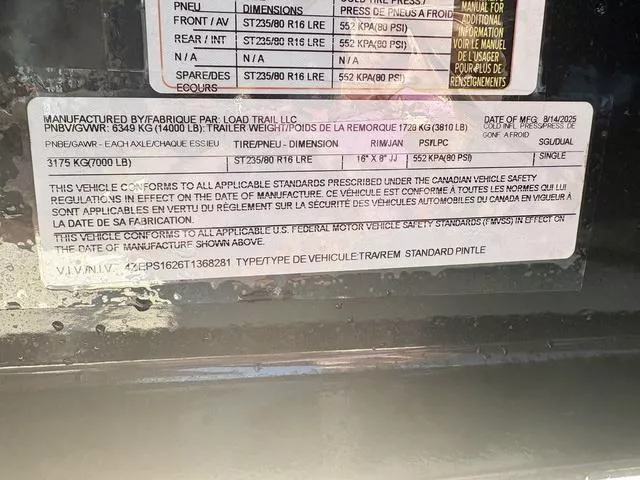 PNEU DIMENSIONS PRESS DE PNEUS A FROID
FRONT / AV ST235/80 R16 LRE 552 KPA(80 PSI)
REAR / INT ST235/80 R16 LRE 552 KPA(80 PSI)
N / A N / A N / A
SPARE/DES ECOURS ST235/80 R16 LRE 552 KPA(80 PSI)
MANUAL FOR
ADDITIONAL
INFORMATION
VOIR LE MANUEL
DE L'USAGER
POUR PLUS DE
RENSEIGNEMENTS
MANUFACTURED BY/FABRIQUE PAR: LOAD TRAIL LLC DATE OF MFG 8/14/2025
PNBV/GVWR: 6349 KG (14000 LB): TRAILER WEIGHT/POIDS DE LA REMORQUE 1728 KG (3810 LB) COLD INFL PRESS/PRESS DE
GONF A FROID
PNBE/GAWR - EACH AXLE/CHAQUE ESSIEU TIRE/PNEU - DIMENSION RIM/JAN PSI/LPC SGL/DUAL
3175 KG(7000 LB) ST235/80 R16 LRE 16" X 6" JJ 552 KPA(80 PSI) SINGLE
THIS VEHICLE CONFORMS TO ALL APPLICABLE STANDARDS PRESCRIBED UNDER THE CANADIAN VEHICLE SAFETY
REGULATIONS IN EFFECT ON THE DATE OF MANUFACTURE. CE VÉHICULE EST CONFORME À TOUTES LES NORMES QUI LUI
SONT APPLICABLES EN VERTU DU RÈGLEMENT SUR LA SÉCURITÉ DES VÉHICULES AUTOMOBILES DU CANADA EN VIGUEUR À
LA DATE DE SA FABRICATION.
THIS VEHICLE CONFORMS TO ALL APPLICABLE U.S. FEDERAL MOTOR VEHICLE SAFETY STANDARDS (FMVSS) IN EFFECT ON
THE DATE OF MANUFACTURE SHOWN ABOVE.
V.I.V./N.I.V. 4ZEPS1626T1368281 TYPE/TYPE DE VEHICULE:TRA/REM STANDARD PINTLE